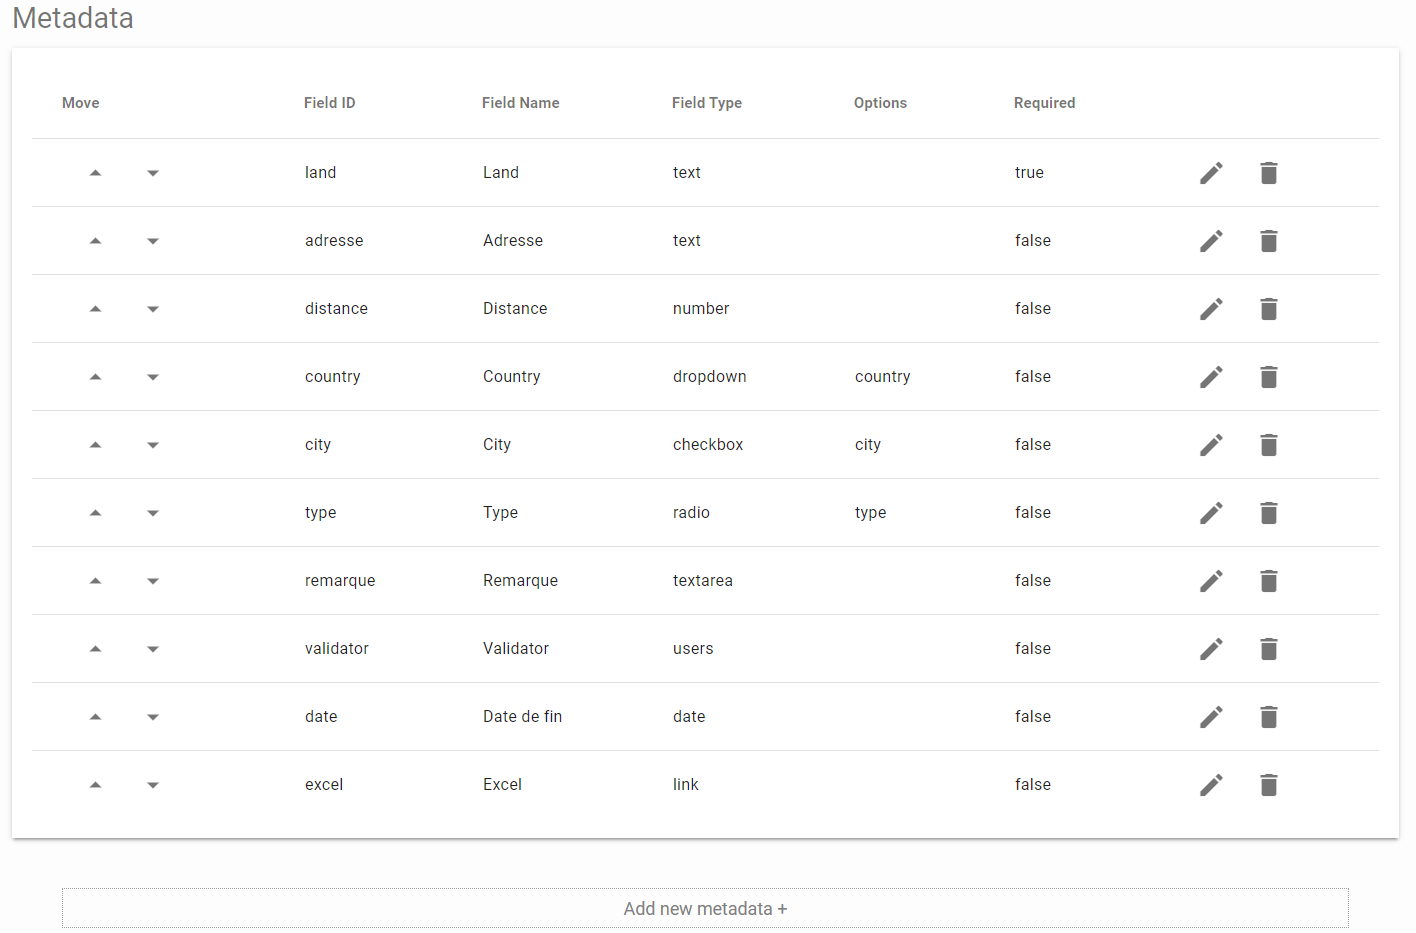 Metadata
Move Field ID Field Name Field Type Options Required
land Land text true
adresse Adresse text false
distance Distance number false
country Country dropdown country false
city City checkbox city false
type Type radio type false
remarque Remarque textarea false
validator Validator users false
date Date de fin date false
excel Excel link false
Add new metadata +